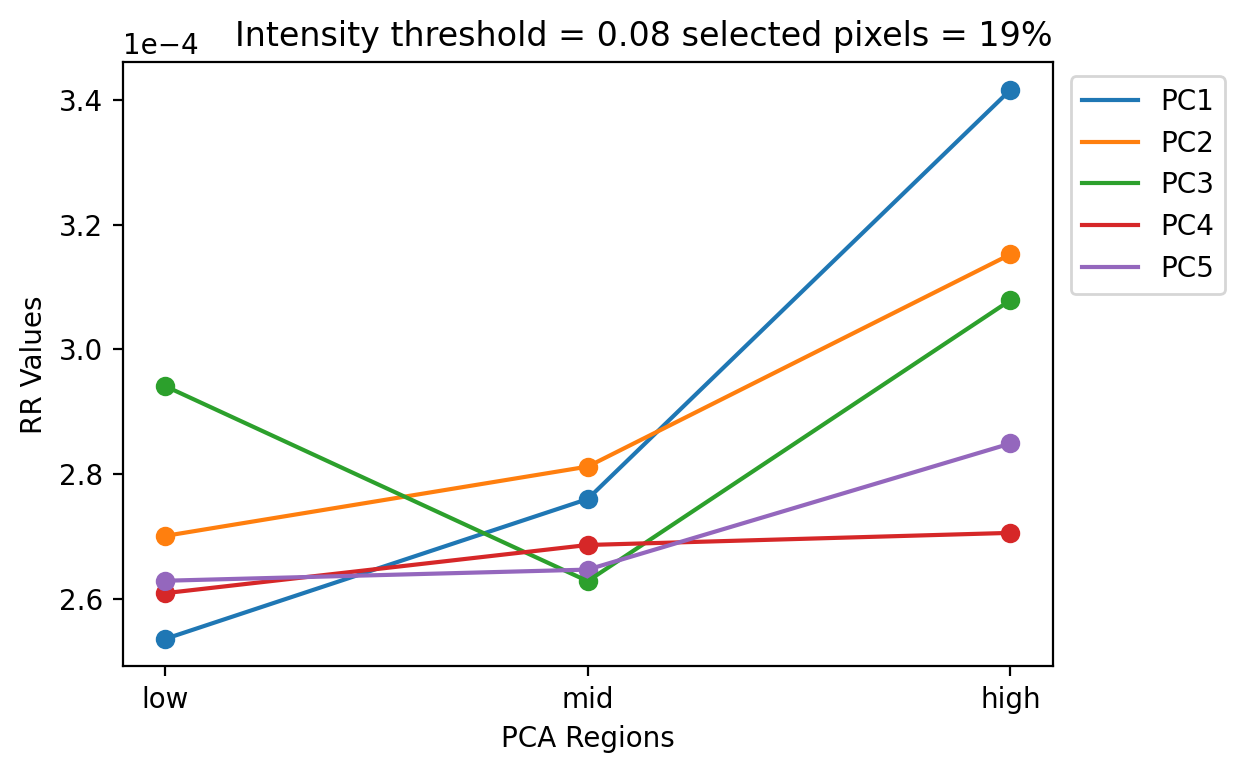 Intensity threshold = 0.08 selected pixels = 19%
1e−4
3.4
3.2
3.0
2.8
2.6
RR Values
low
mid
high
PCA Regions
PC1
PC2
PC3
PC4
PC5